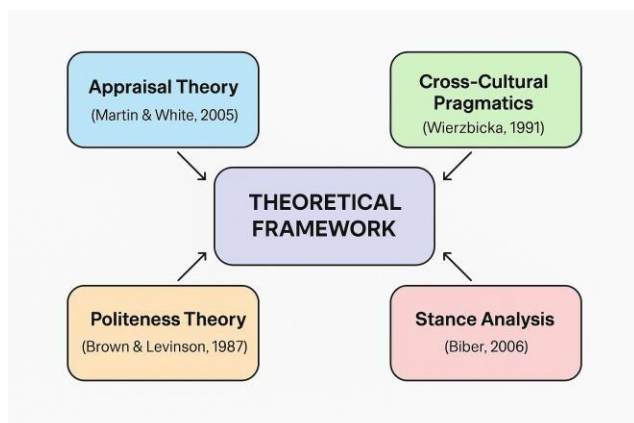 Appraisal Theory
(Martin & White, 2005)
Cross-Cultural
Pragmatics
(Wierzbicka, 1991)
THEORETICAL
FRAMEWORK
Politeness Theory
(Brown & Levinson, 1987)
Stance Analysis
(Biber, 2006)